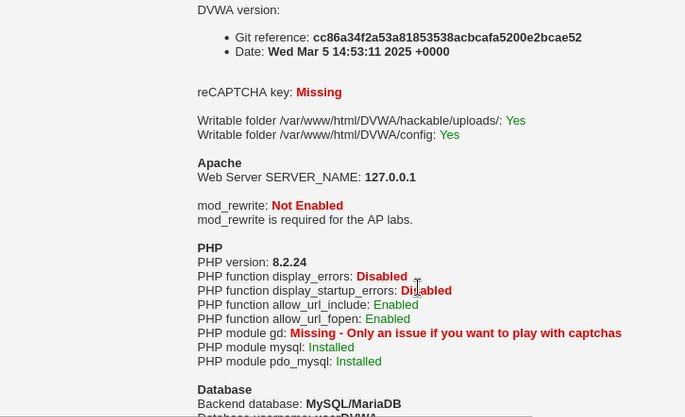 DVWA version:
Git reference: cc86a34f2a53a81853538acbcafa5200e2bcae52
Date: Wed Mar 5 14:53:11 2025 +0000
reCAPTCHA key: Missing
Writable folder /var/www/html/DVWA/hackable/uploads/: Yes
Writable folder /var/www/html/DVWA/config: Yes
Apache
Web Server SERVER_NAME: 127.0.0.1
mod_rewrite: Not Enabled
mod_rewrite is required for the AP labs.
PHP
PHP version: 8.2.24
PHP function display_errors: Disabled
PHP function display_startup_errors: Disabled
PHP function allow_url_include: Enabled
PHP function allow_url_fopen: Enabled
PHP module gd: Missing - Only an issue if you want to play with captchas
PHP module mysql: Installed
PHP module pdo_mysql: Installed
Database
Backend database: MySQL/MariaDB
Database username: userDVWA